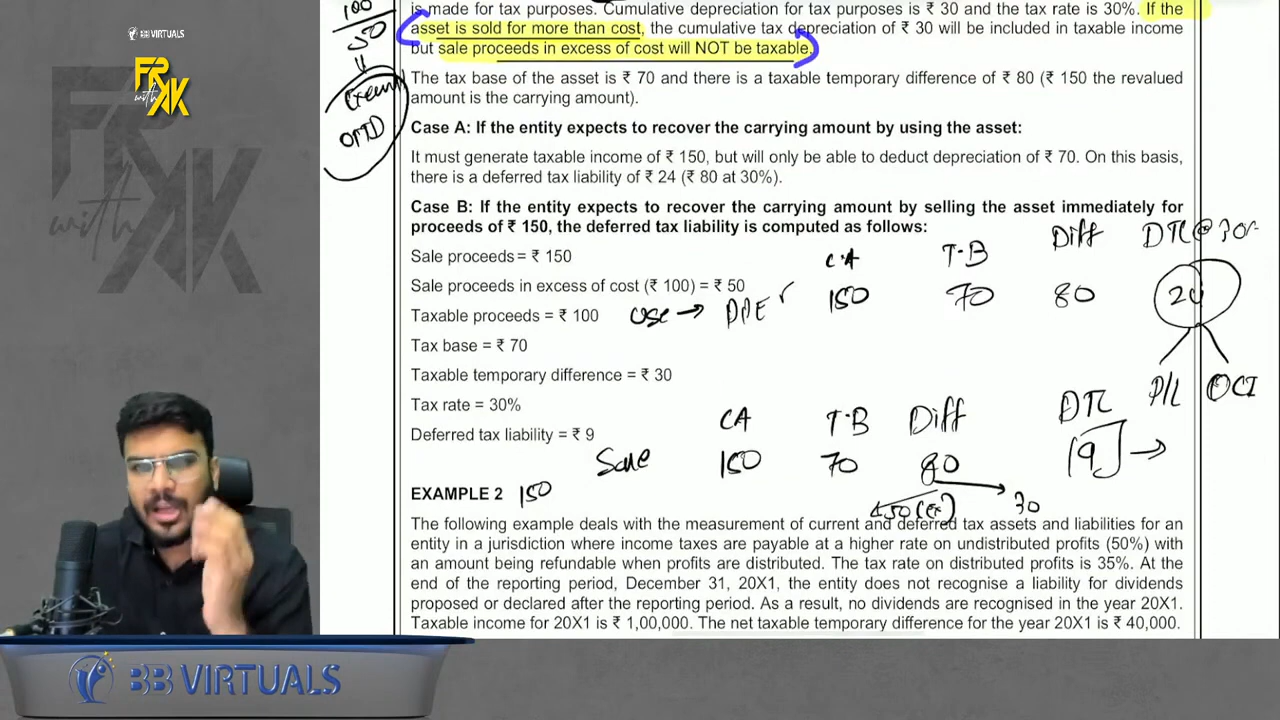 BB VIRTUALS
FR
with
AK
is made for tax purposes. Cumulative depreciation for tax purposes is ₹ 30 and the tax rate is 30%. If the
asset is sold for more than cost, the cumulative tax depreciation of ₹ 30 will be included in taxable income
but sale proceeds in excess of cost will NOT be taxable.
100
50
OPTD
The tax base of the asset is ₹ 70 and there is a taxable temporary difference of ₹ 80 (₹ 150 the revalued
amount is the carrying amount).
Case A: If the entity expects to recover the carrying amount by using the asset:
It must generate taxable income of ₹ 150, but will only be able to deduct depreciation of ₹ 70. On this basis,
there is a deferred tax liability of ₹ 24 (₹ 80 at 30%).
Case B: If the entity expects to recover the carrying amount by selling the asset immediately for
proceeds of ₹ 150, the deferred tax liability is computed as follows:
CA T.B Diff DTL@30%
Sale proceeds = ₹ 150
Sale proceeds in excess of cost (₹ 100) = ₹ 50
Taxable proceeds = ₹ 100
Use → PPE 150 70 80 24
Tax base = ₹ 70
Taxable temporary difference = ₹ 30
P/L OCI
Tax rate = 30%
CA T.B Diff DTL
Deferred tax liability = ₹ 9
Sale 150 70 80 9 →
EXAMPLE 2 150
50 (Ex) 30
The following example deals with the measurement of current and deferred tax assets and liabilities for an
entity in a jurisdiction where income taxes are payable at a higher rate on undistributed profits (50%) with
an amount being refundable when profits are distributed. The tax rate on distributed profits is 35%. At the
end of the reporting period, December 31, 20X1, the entity does not recognise a liability for dividends
proposed or declared after the reporting period. As a result, no dividends are recognised in the year 20X1.
Taxable income for 20X1 is ₹ 1,00,000. The net taxable temporary difference for the year 20X1 is ₹ 40,000.
BB VIRTUALS